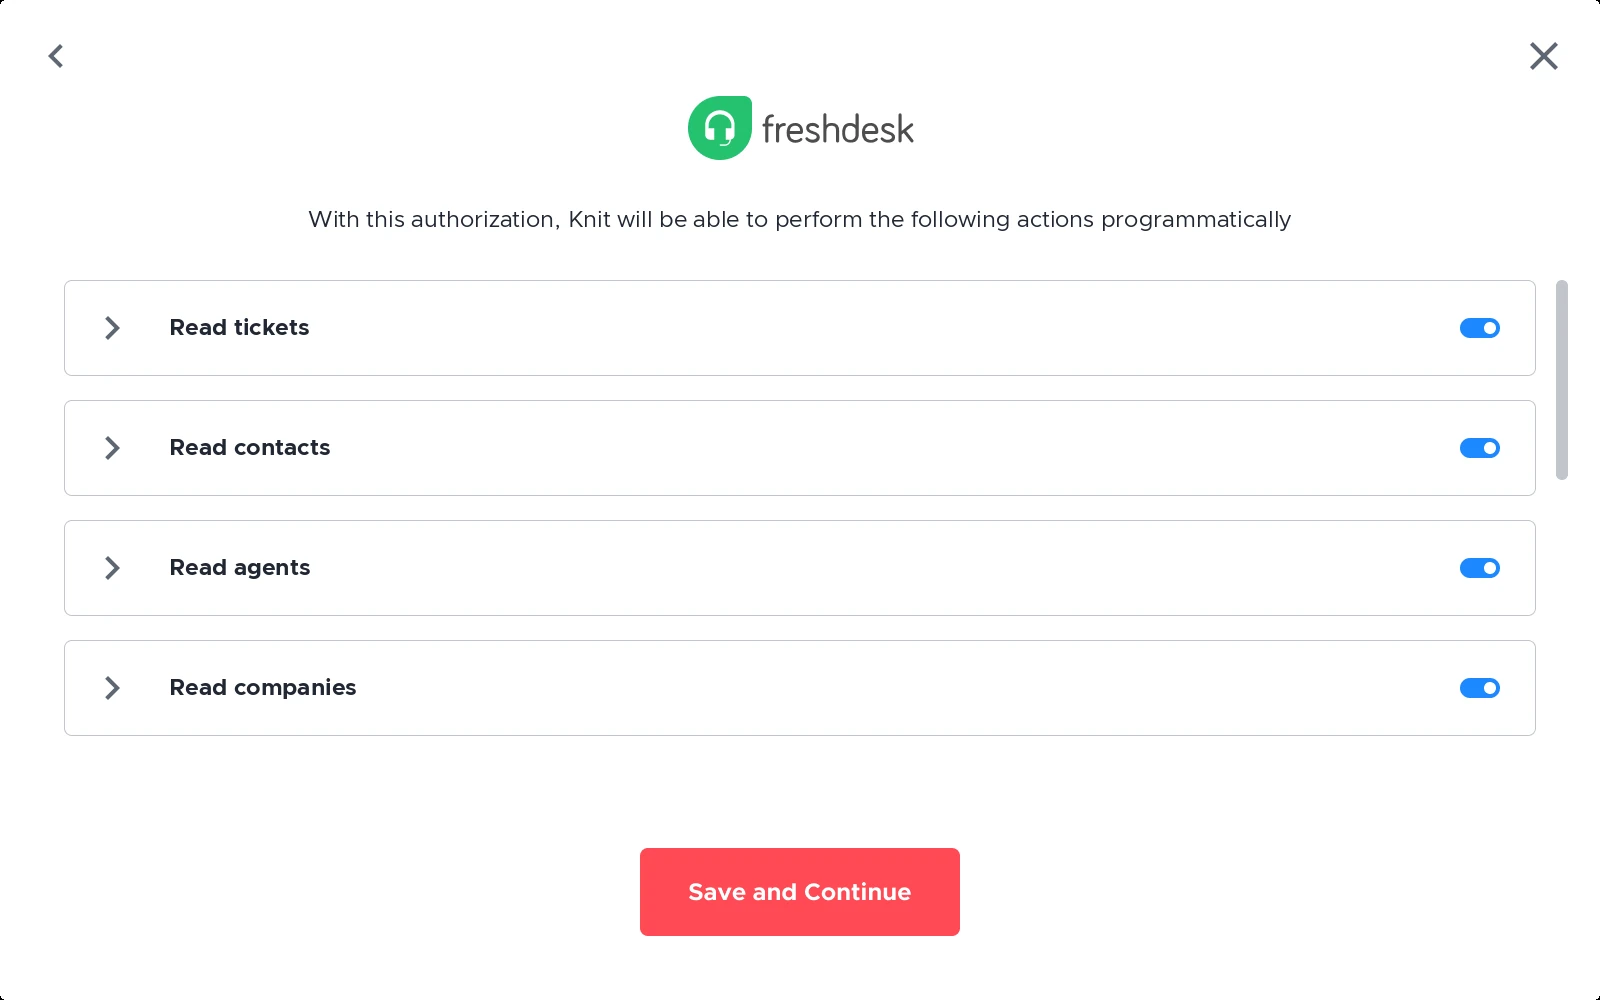 freshdesk
With this authorization, Knit will be able to perform the following actions programmatically
Read tickets
Read contacts
Read agents
Read companies
Save and Continue